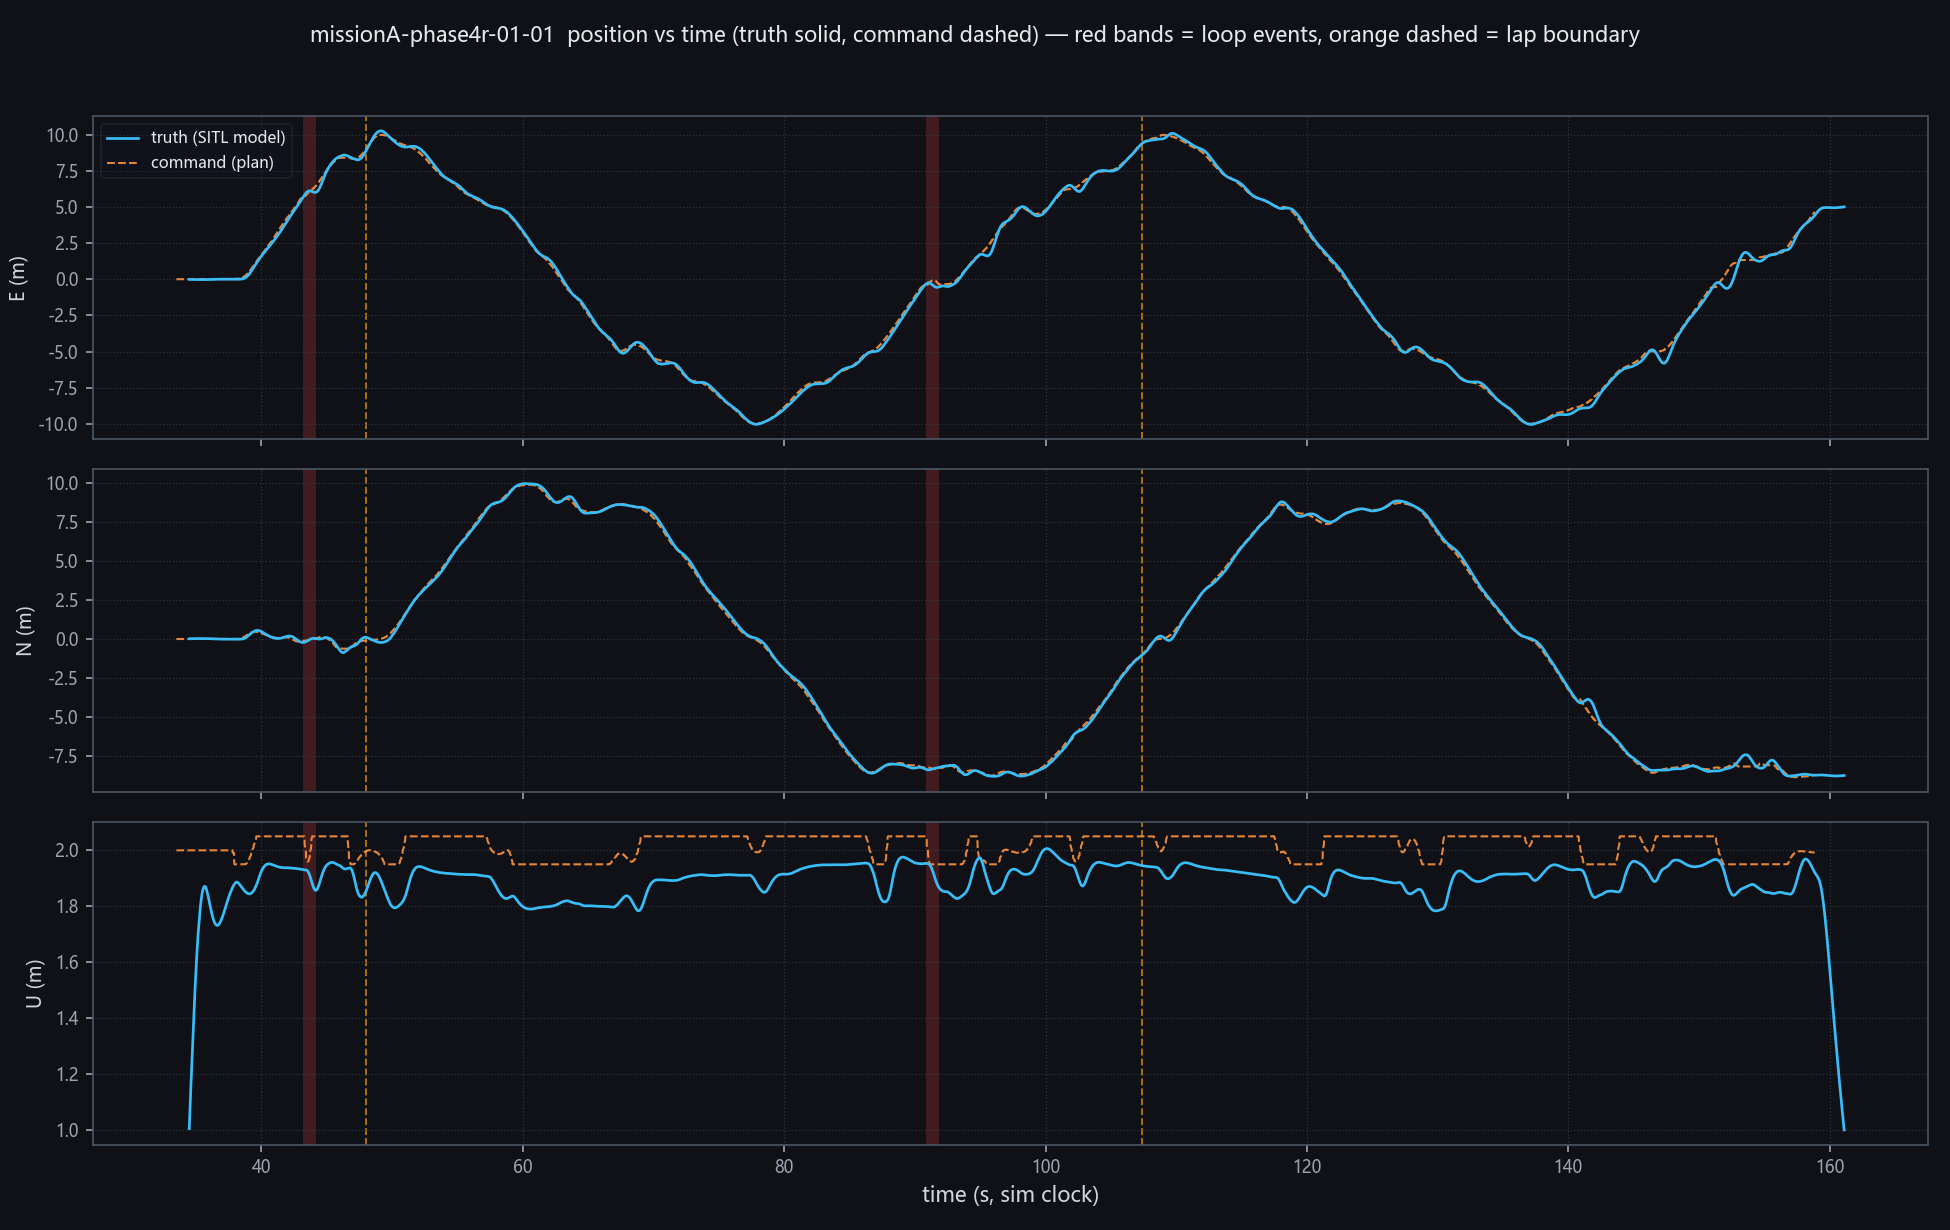 missionA-phase4r-01-01  position vs time (truth solid, command dashed) — red bands = loop events, orange dashed = lap boundary
truth (SITL model)
command (plan)
E (m)
10.0
7.5
5.0
2.5
0.0
-2.5
-5.0
-7.5
-10.0
N (m)
10.0
7.5
5.0
2.5
0.0
-2.5
-5.0
-7.5
U (m)
2.0
1.8
1.6
1.4
1.2
1.0
40 60 80 100 120 140 160
time (s, sim clock)